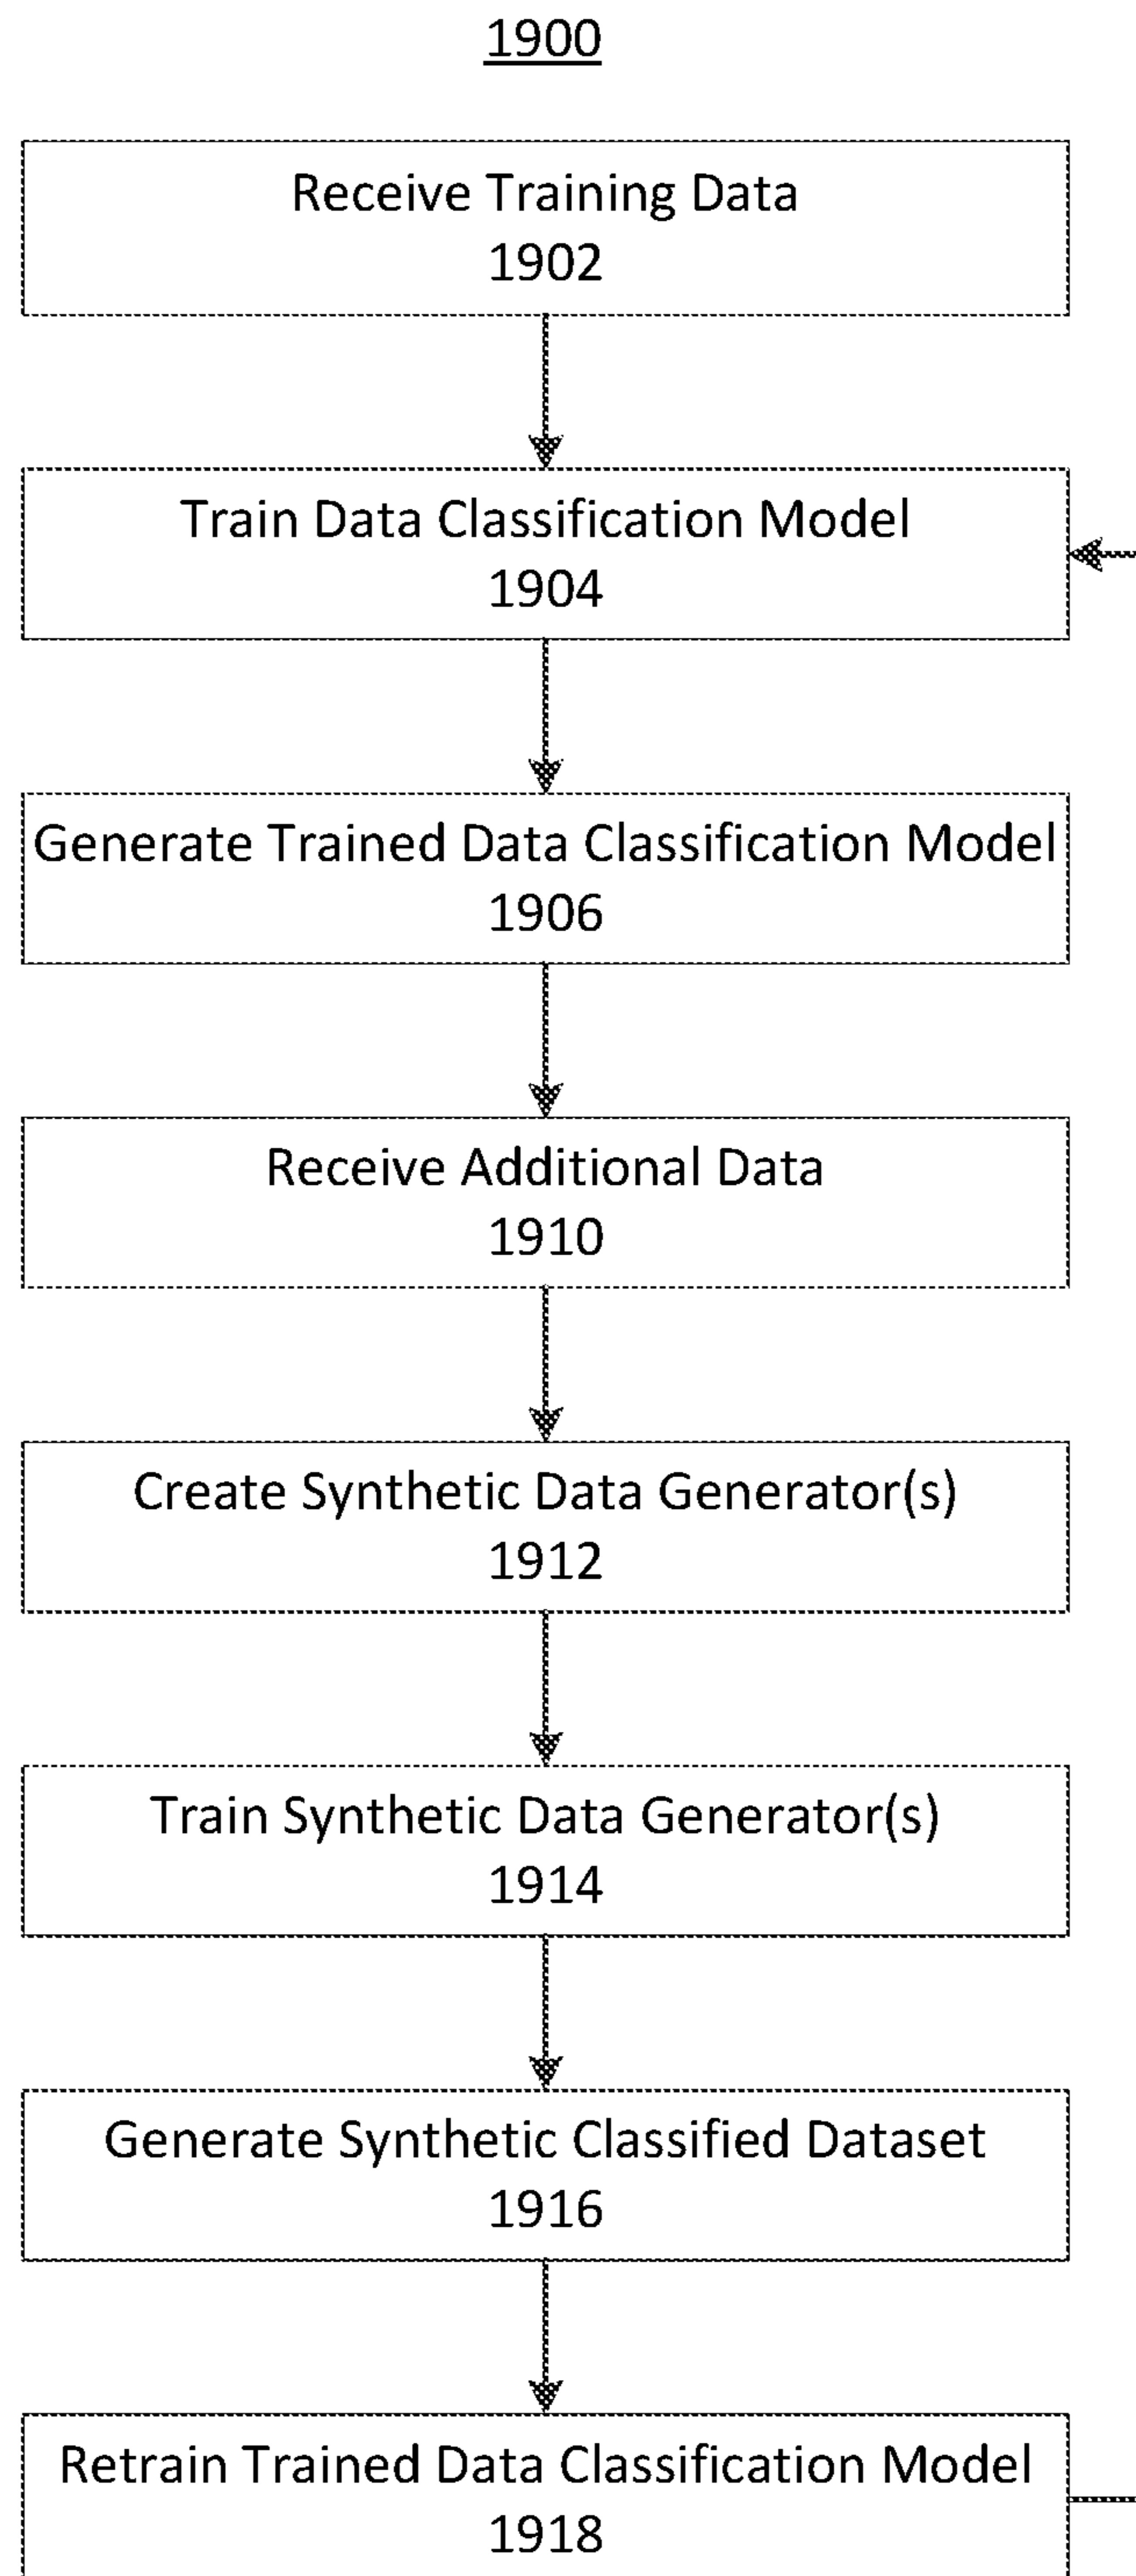 1900
Receive Training Data
1902
Train Data Classification Model
1904
Generate Trained Data Classification Model
1906
Receive Additional Data
1910
Create Synthetic Data Generator(s)
1912
Train Synthetic Data Generator(s)
1914
Generate Synthetic Classified Dataset
1916
Retrain Trained Data Classification Model
1918